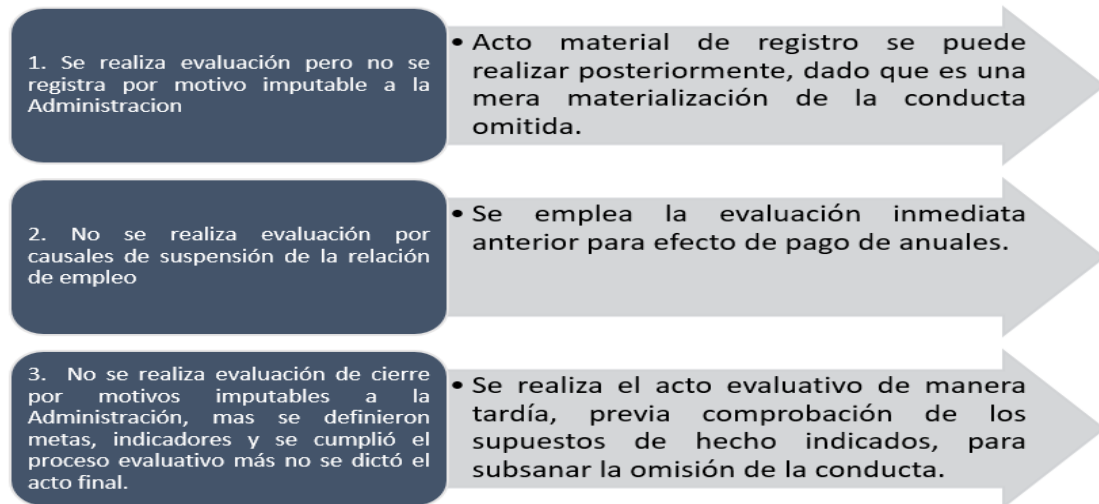 1. Se realiza evaluación pero no se
registra por motivo imputable a la
Administracion
• Acto material de registro se puede
realizar posteriormente, dado que es una
mera materialización de la conducta
omitida.
2. No se realiza evaluación por
causales de suspensión de la relación
de empleo
• Se emplea la evaluación inmediata
anterior para efecto de pago de anuales.
3. No se realiza evaluación de cierre
por motivos imputables a la
Administración, mas se definieron
metas, indicadores y se cumplió el
proceso evaluativo más no se dictó el
acto final.
• Se realiza el acto evaluativo de manera
tardía, previa comprobación de los
supuestos de hecho indicados, para
subsanar la omisión de la conducta.